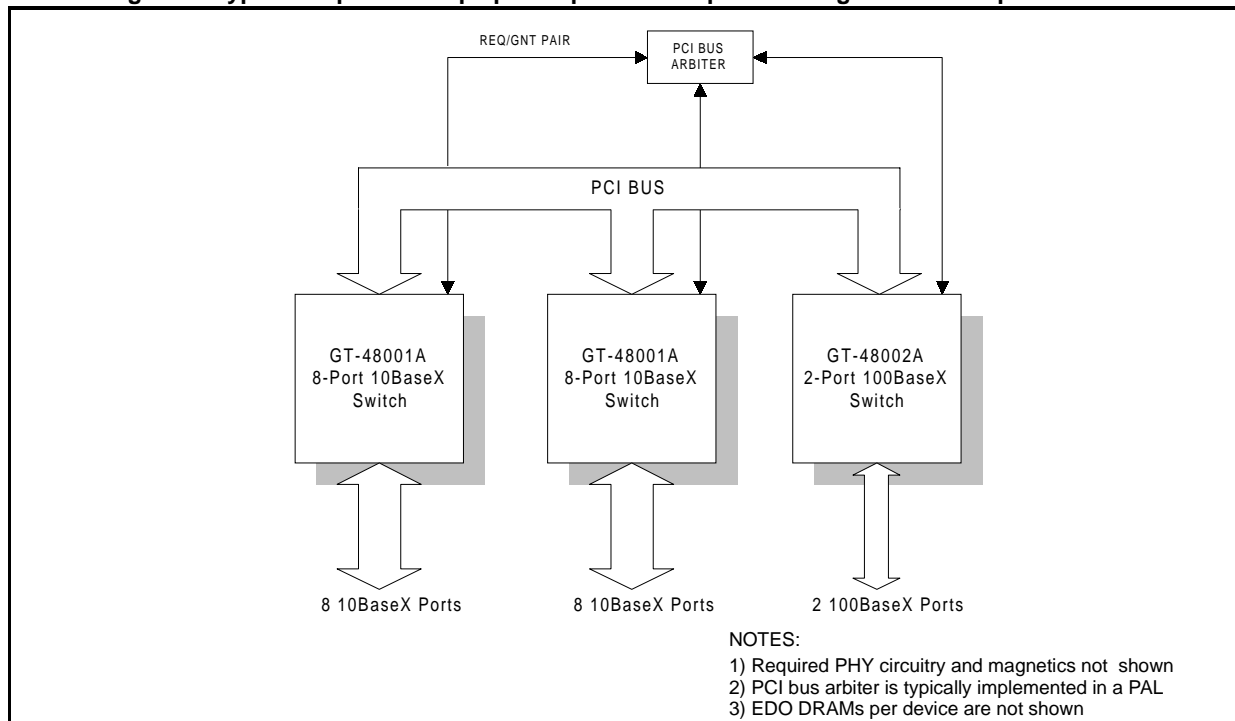 REQ/GNT PAIR
PCI BUS
ARBITER
PCI BUS
GT-48001A
8-Port 10BaseX
Switch
GT-48001A
8-Port 10BaseX
Switch
GT-48002A
2-Port 100BaseX
Switch
8 10BaseX Ports
8 10BaseX Ports
2 100BaseX Ports
NOTES:
1) Required PHY circuitry and magnetics not shown
2) PCI bus arbiter is typically implemented in a PAL
3) EDO DRAMs per device are not shown